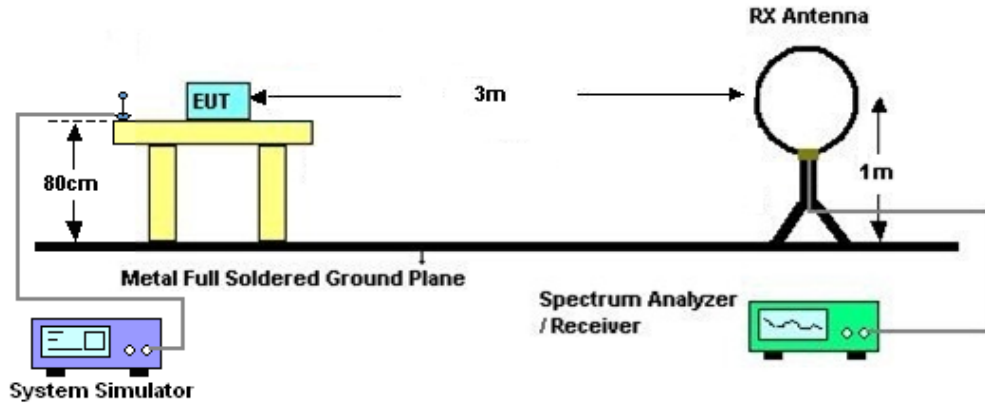 RX Antenna
EUT
3m
80cm
1m
Metal Full Soldered Ground Plane
Spectrum Analyzer
/ Receiver
System Simulator